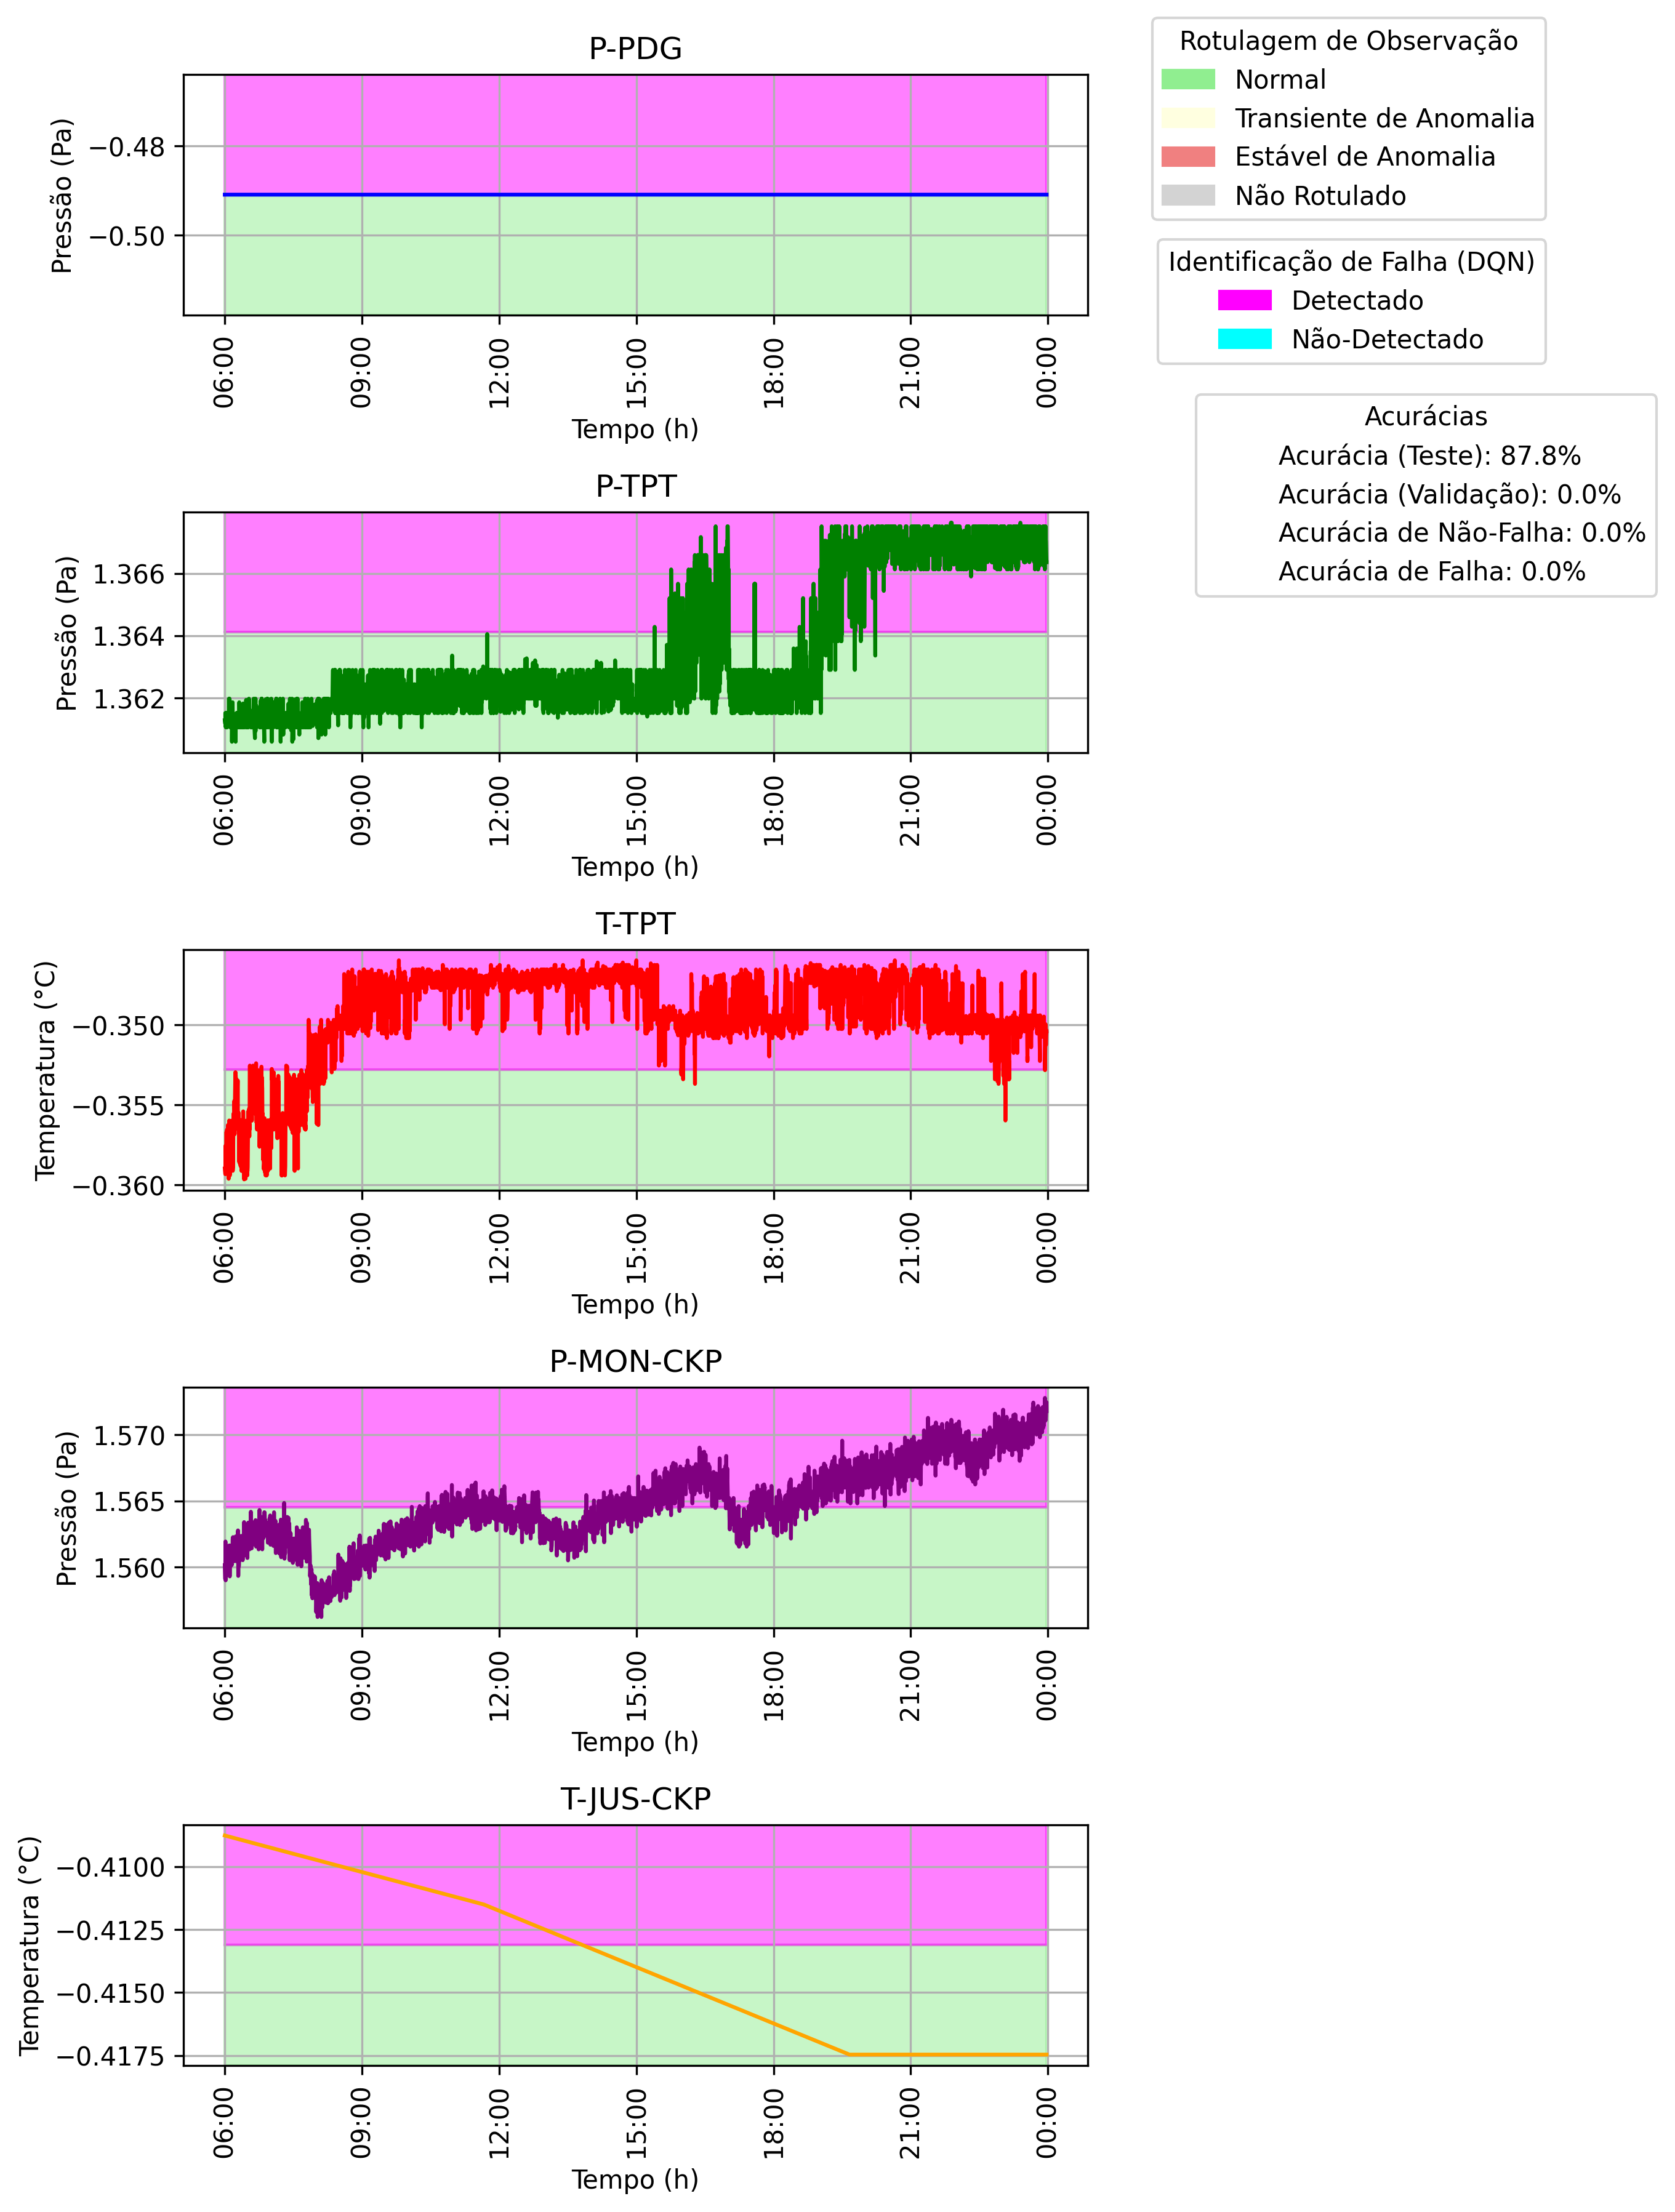 P-PDG
Pressão (Pa)
−0.48
−0.50
06:00
09:00
12:00
15:00
18:00
21:00
00:00
Tempo (h)
Rotulagem de Observação
Normal
Transiente de Anomalia
Estável de Anomalia
Não Rotulado
Identificação de Falha (DQN)
Detectado
Não-Detectado
Acurácias
Acurácia (Teste): 87.8%
Acurácia (Validação): 0.0%
Acurácia de Não-Falha: 0.0%
Acurácia de Falha: 0.0%
P-TPT
Pressão (Pa)
1.366
1.364
1.362
06:00
09:00
12:00
15:00
18:00
21:00
00:00
Tempo (h)
T-TPT
Temperatura (°C)
−0.350
−0.355
−0.360
06:00
09:00
12:00
15:00
18:00
21:00
00:00
Tempo (h)
P-MON-CKP
Pressão (Pa)
1.570
1.565
1.560
06:00
09:00
12:00
15:00
18:00
21:00
00:00
Tempo (h)
T-JUS-CKP
Temperatura (°C)
−0.4100
−0.4125
−0.4150
−0.4175
06:00
09:00
12:00
15:00
18:00
21:00
00:00
Tempo (h)